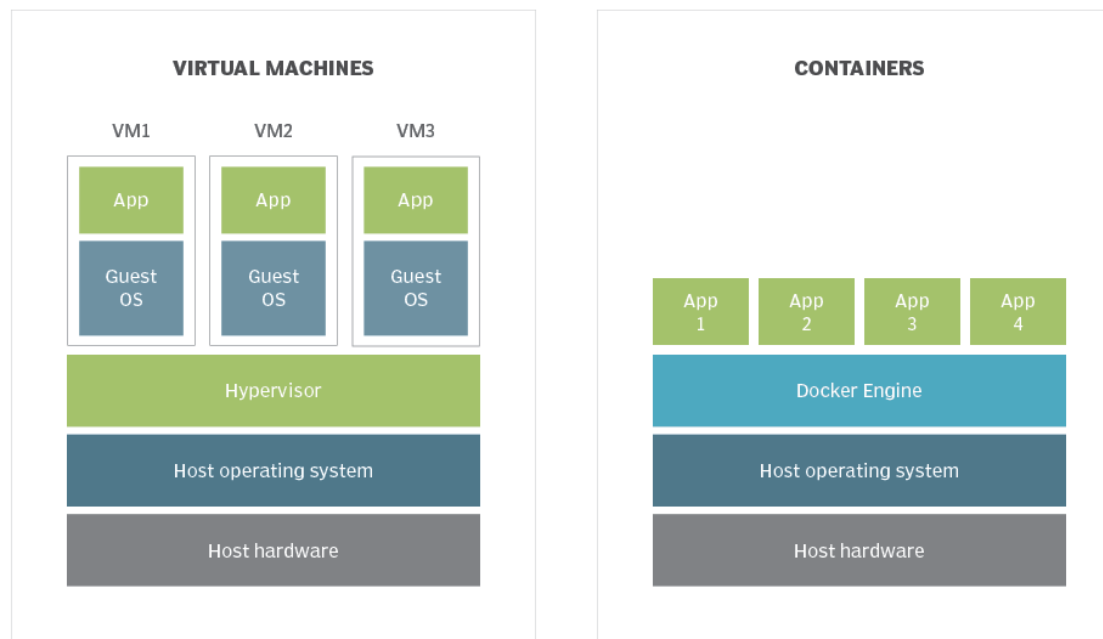 VIRTUAL MACHINES
VM1
VM2
VM3
App
App
App
Guest
OS
Guest
OS
Guest
OS
Hypervisor
Host operating system
Host hardware
CONTAINERS
App
1
App
2
App
3
App
4
Docker Engine
Host operating system
Host hardware